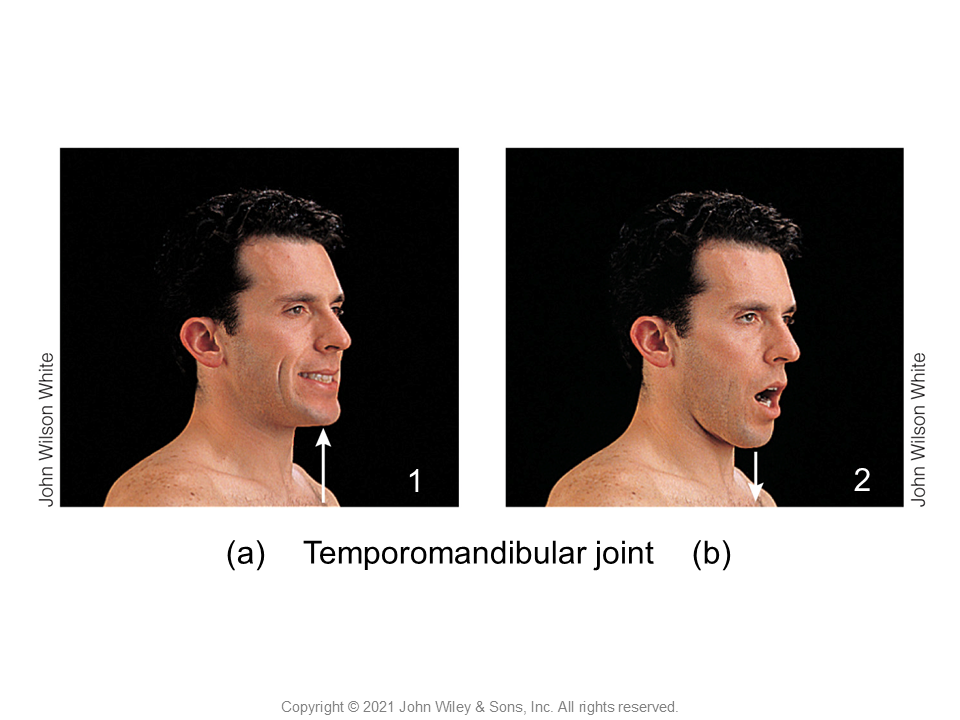 John Wilson White
1
2
John Wilson White
(a) Temporomandibular joint (b)
Copyright © 2021 John Wiley & Sons, Inc. All rights reserved.